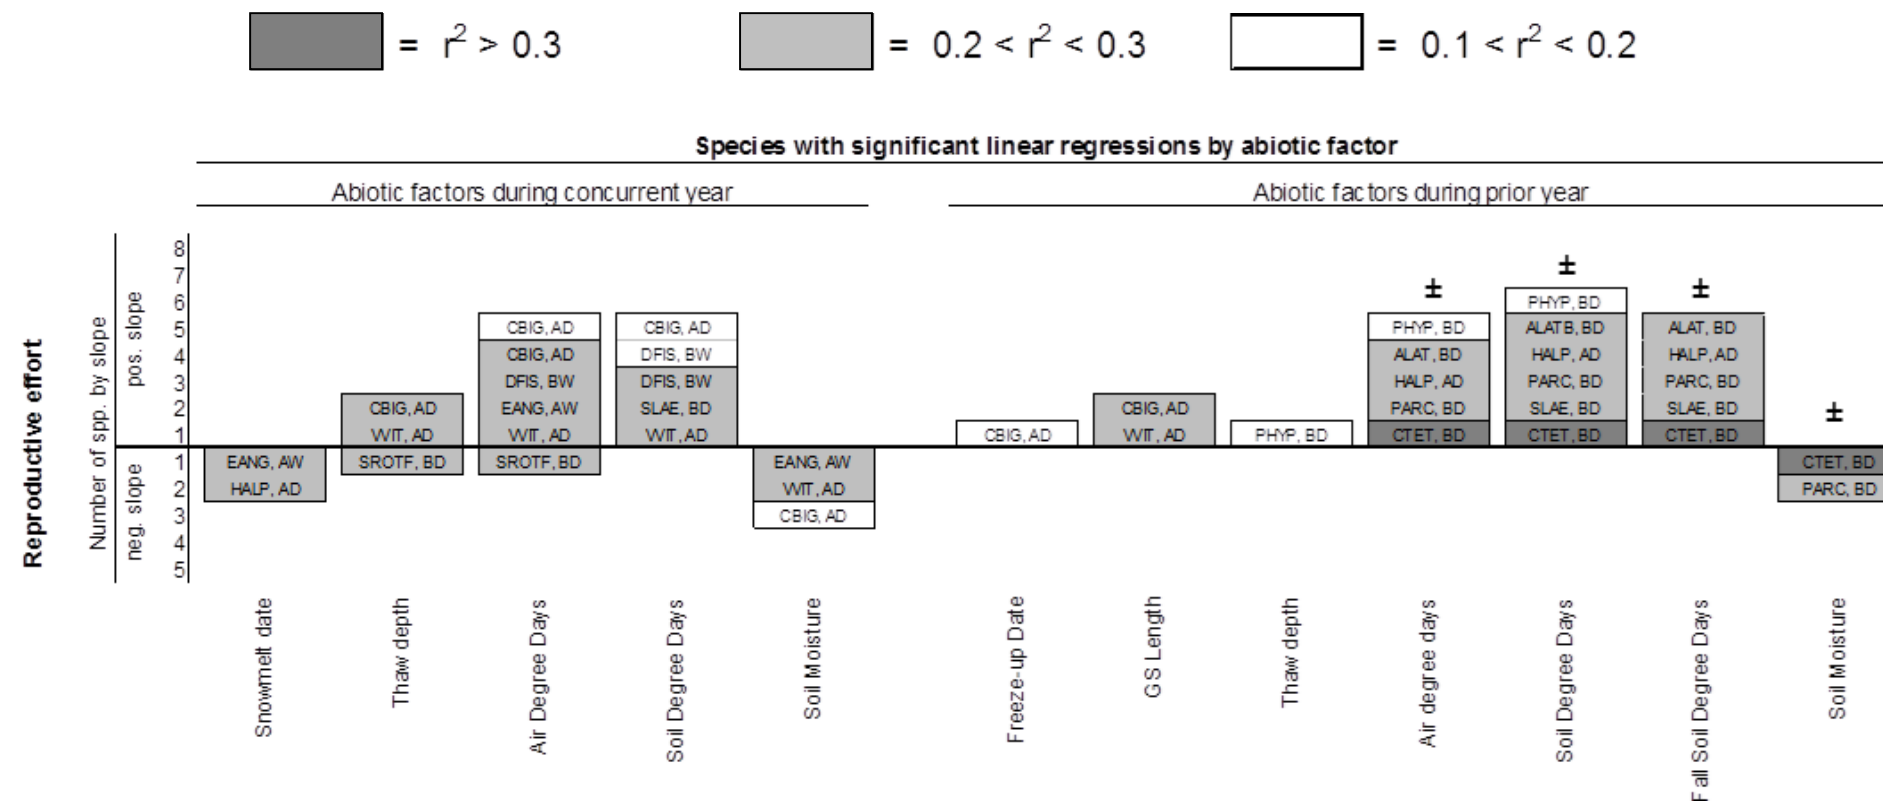 = r² > 0.3
= 0.2 < r² < 0.3
= 0.1 < r² < 0.2
Species with significant linear regressions by abiotic factor
Abiotic factors during concurrent year
Abiotic factors during prior year
Reproductive effort
Number of spp. by slope
pos. slope
neg. slope
8
7
6
5
4
3
2
1
1
2
3
4
5
EANG, AW
HALP, AD
CBIG, AD
VVIT, AD
SROTF, BD
CBIG, AD
CBIG, AD
DFIS, BW
EANG, AW
VVIT, AD
SROTF, BD
CBIG, AD
DFIS, BW
DFIS, BW
SLAE, BD
VVIT, AD
EANG, AW
VVIT, AD
CBIG, AD
CBIG, AD
CBIG, AD
VVIT, AD
PHYP, BD
±
PHYP, BD
ALAT, BD
HALP, AD
PARC, BD
CTET, BD
±
PHYP, BD
ALATB, BD
HALP, AD
PARC, BD
SLAE, BD
CTET, BD
±
ALAT, BD
HALP, AD
PARC, BD
SLAE, BD
CTET, BD
±
CTET, BD
PARC, BD
Snowmelt date
Thaw depth
Air Degree Days
Soil Degree Days
Soil Moisture
Freeze-up Date
GS Length
Thaw depth
Air degree days
Soil Degree Days
Fall Soil Degree Days
Soil Moisture